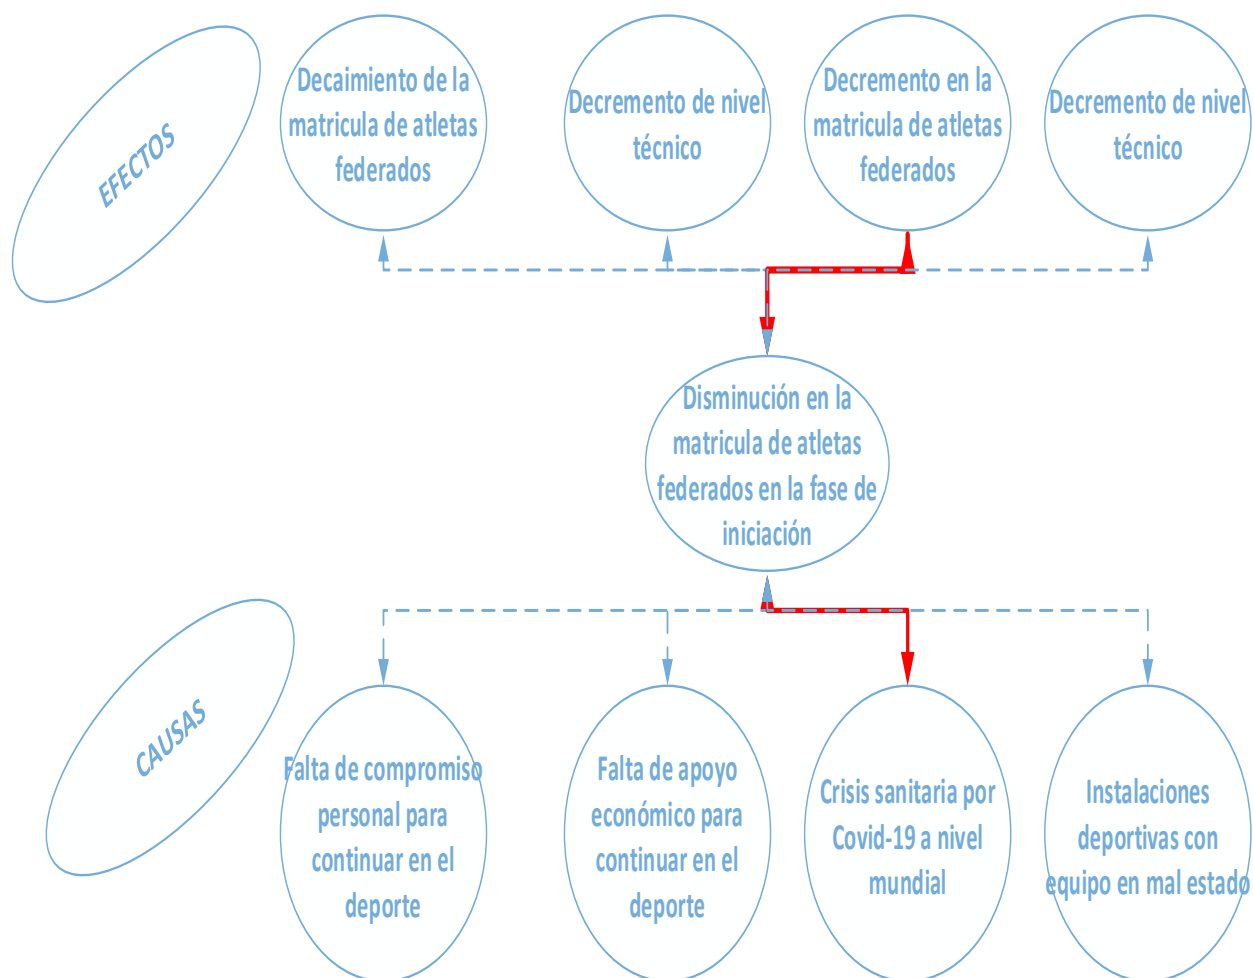 EFECTOS
Decaimiento de la
matricula de atletas
federados
Decremento de nivel
técnico
Decremento en la
matricula de atletas
federados
Decremento de nivel
técnico
Disminución en la
matricula de atletas
federados en la fase de
iniciación
CAUSAS
Falta de compromiso
personal para
continuar en el
deporte
Falta de apoyo
económico para
continuar en el
deporte
Crisis sanitaria por
Covid-19 a nivel
mundial
Instalaciones
deportivas con
equipo en mal estado